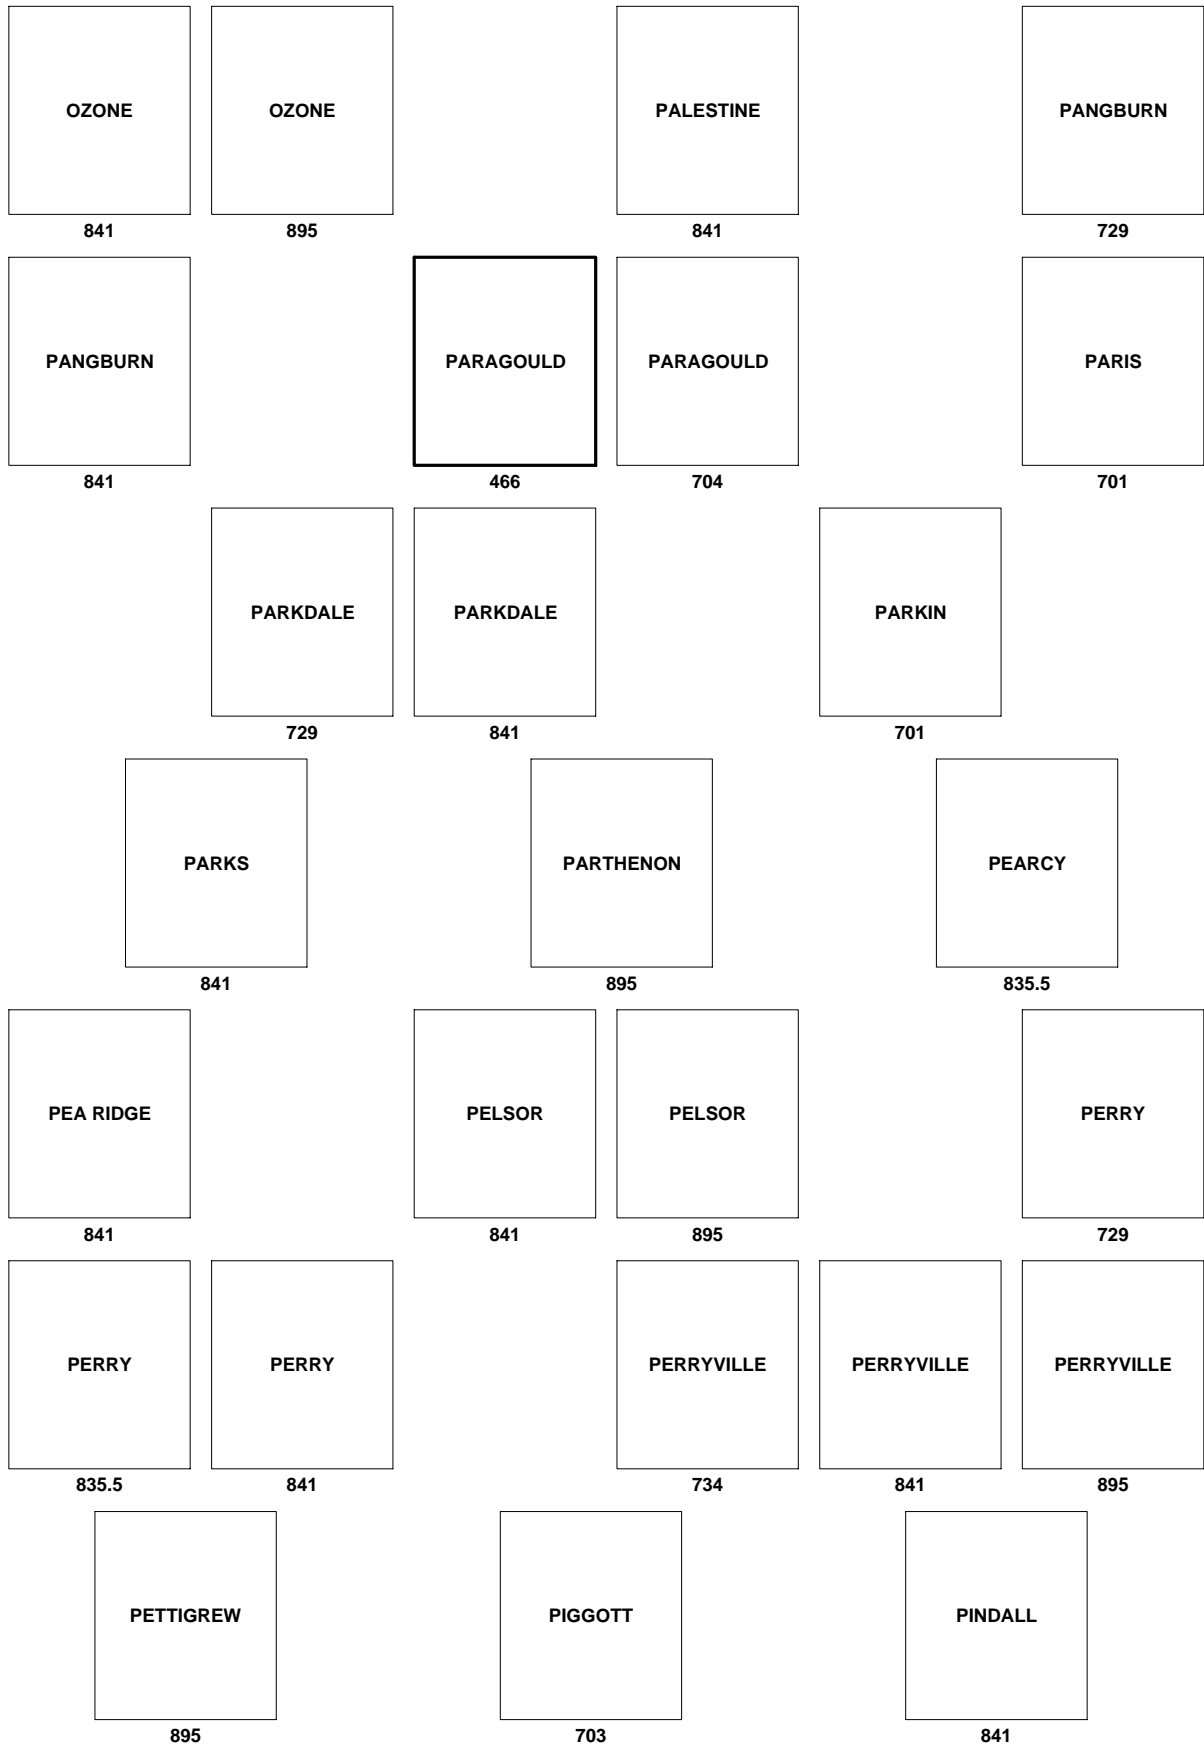 OZONE OZONE PALESTINE PANGBURN
841 895 841 729
PANGBURN PARAGOULD PARAGOULD PARIS
841 466 704 701
PARKDALE PARKDALE PARKIN
729 841 701
PARKS PARTHENON PEARCY
841 895 835.5
PEA RIDGE PELSOR PELSOR PERRY
841 841 895 729
PERRY PERRY PERRYVILLE PERRYVILLE PERRYVILLE
835.5 841 734 841 895
PETTIGREW PIGGOTT PINDALL
895 703 841